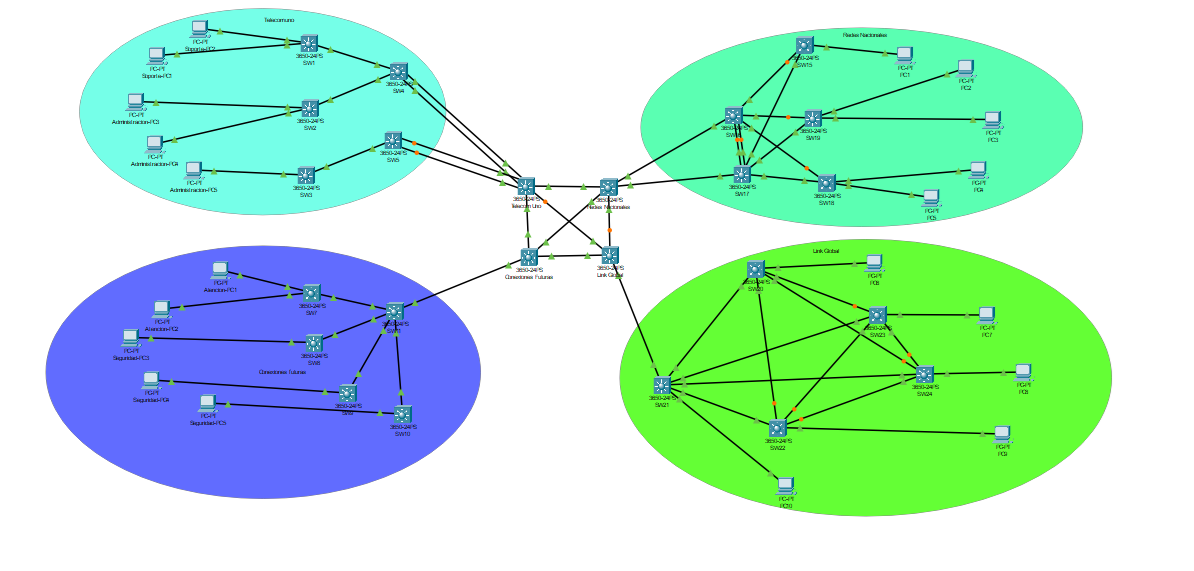 Telecomuno
PC-PT
Soporte-PC2
PC-PT
Soporte-PC1
3650-24PS
SW1
3650-24PS
SW4
PC-PT
Administracion-PC3
3650-24PS
SW2
PC-PT
Administracion-PC4
3650-24PS
SW5
PC-PT
Administracion-PC5
3650-24PS
SW3
Redes Nacionales
3650-24PS
SW15
PC-PT
PC1
PC-PT
PC2
3650-24PS
3650-24PS
SW19
PC-PT
PC3
3650-24PS
SW17
3650-24PS
SW18
PC-PT
PC4
PC-PT
PC5
3650-24PS
Telecom Uno
3650-24PS
Redes Nacionales
3650-24PS
Conexiones Futuras
3650-24PS
Link Global
PC-PT
Atencion-PC1
3650-24PS
SW7
PC-PT
Atencion-PC2
3650-24PS
PC-PT
Seguridad-PC3
3650-24PS
SW8
Conexiones Futuras
PC-PT
Seguridad-PC4
3650-24PS
SW9
PC-PT
Seguridad-PC5
3650-24PS
SW10
Link Global
3650-24PS
SW20
PC-PT
PC6
3650-24PS
SW23
PC-PT
PC7
3650-24PS
SW21
3650-24PS
SW24
PC-PT
PC8
3650-24PS
SW22
PC-PT
PC9
PC-PT
PC10